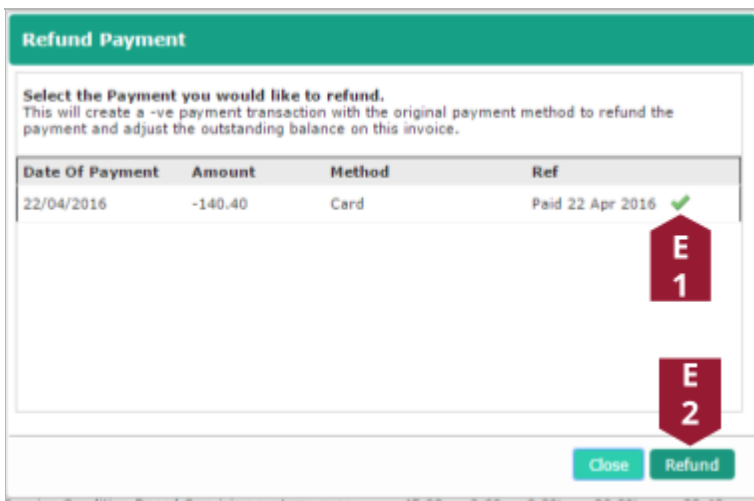 Refund Payment
Select the Payment you would like to refund.
This will create a -ve payment transaction with the original payment method to refund the
payment and adjust the outstanding balance on this invoice.
Date Of Payment Amount Method Ref
22/04/2016 -140.40 Card Paid 22 Apr 2016
E
1
E
2
Close Refund